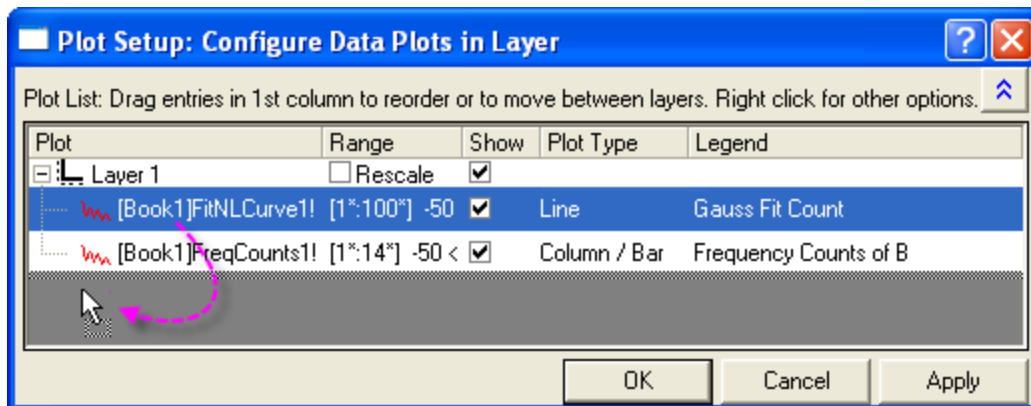 Plot Setup: Configure Data Plots in Layer
Plot List: Drag entries in 1st column to reorder or to move between layers. Right click for other options.
Plot Range Show Plot Type Legend
Layer 1 Rescale
[Book1]FitNLCurve1! [1*:100*] -50 Line Gauss Fit Count
[Book1]FreqCounts1! [1*:14*] -50 < Column / Bar Frequency Counts of B
OK Cancel Apply